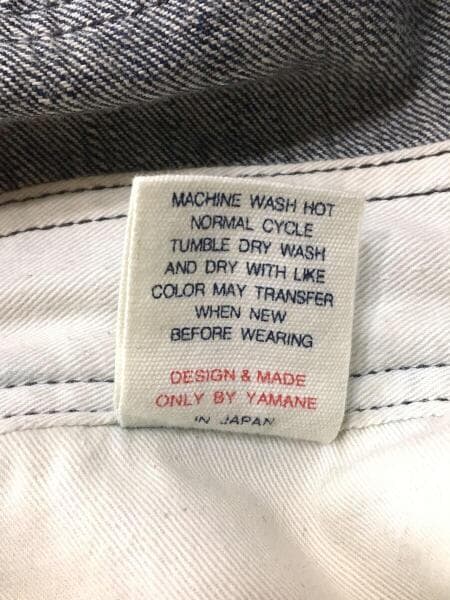 MACHINE WASH HOT
NORMAL CYCLE
TUMBLE DRY WASH
AND DRY WITH LIKE
COLOR MAY TRANSFER
WHEN NEW
BEFORE WEARING
DESIGN & MADE
ONLY BY YAMANE
IN JAPAN